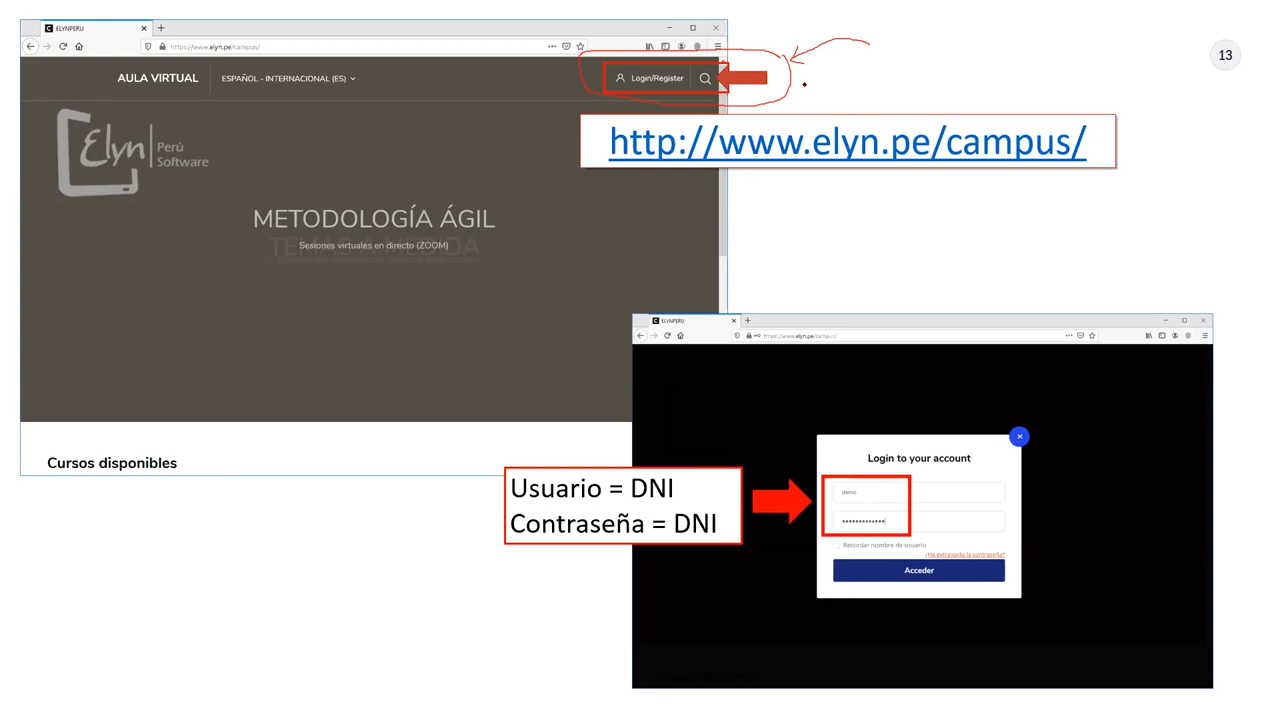 ELYNPERU
https://www.elyn.pe/campus/
13
AULA VIRTUAL
ESPAÑOL - INTERNACIONAL (ES)
Login/Register
http://www.elyn.pe/campus/
Elyn
Perú
Software
METODOLOGÍA ÁGIL
TEMAS A MEDIDA
Sesiones virtuales en directo (ZOOM)
Cursos disponibles
ELYNPERU
https://www.elyn.pe/campus/
Login to your account
Usuario = DNI
Contraseña = DNI
demo
Recordar nombre de usuario
¿Ha extraviado la contraseña?
Acceder